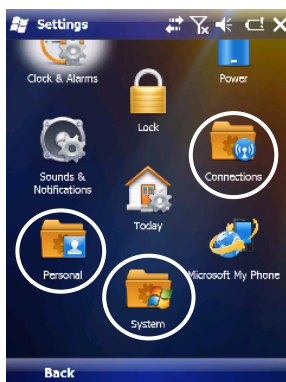 Settings
Clock & Alarms
Power
Lock
Sounds &
Notifications
Connections
Today
Personal
Microsoft My Phone
System
Back